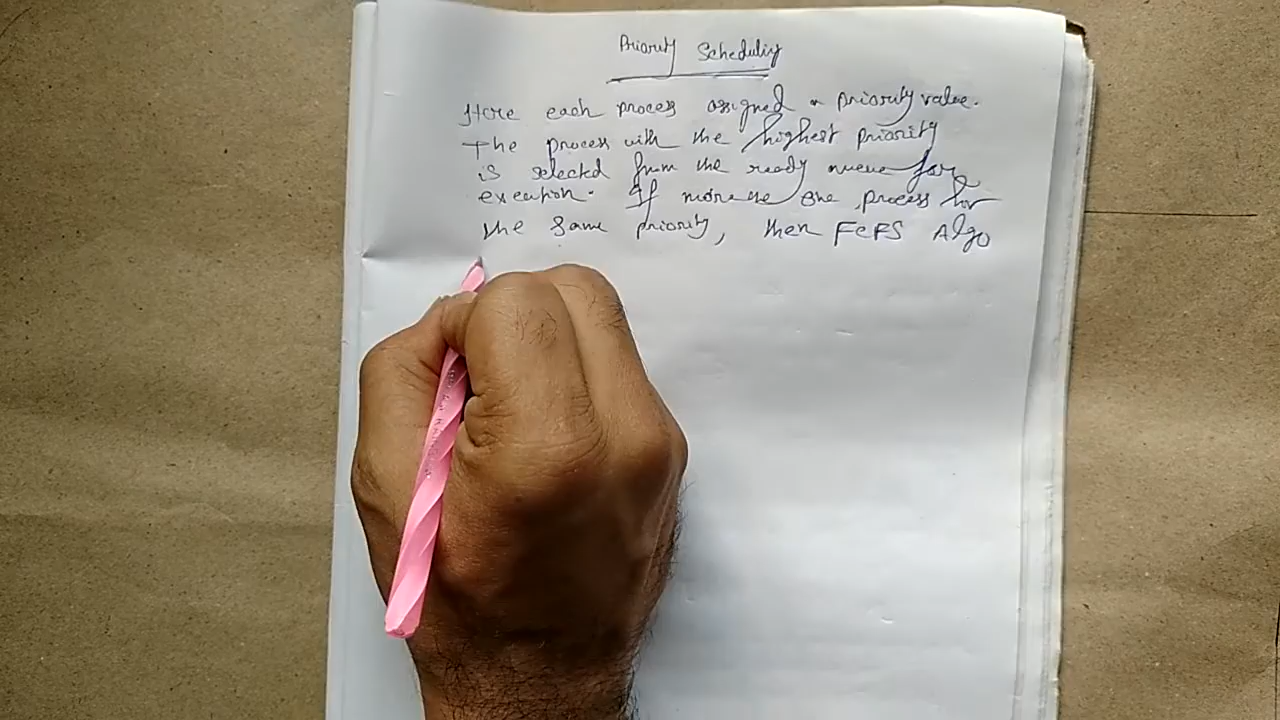 Priority Scheduling
Here each process assigned a priority value.
The process with the highest priority
is selected from the ready queue for
execution. If more the one process hav
the same priority, then FCFS Algo